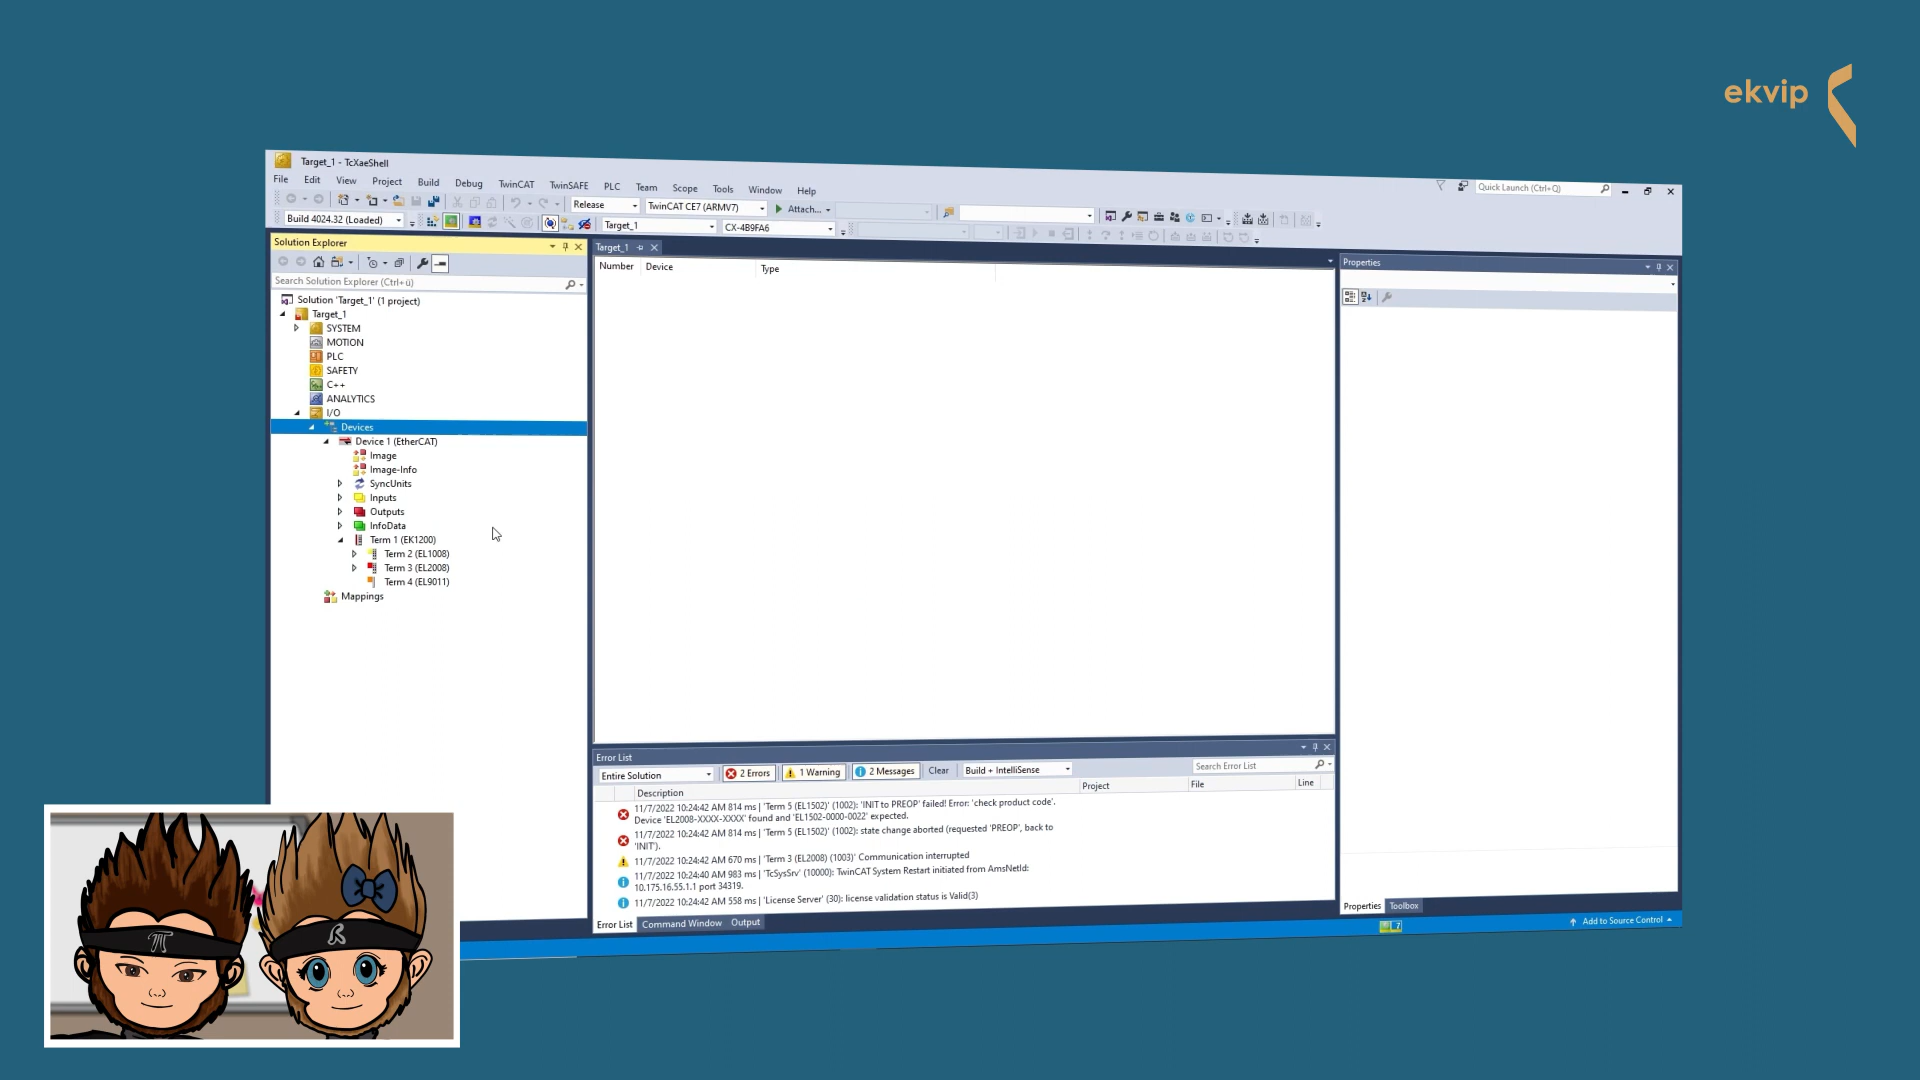 ekvip
Target_1 - TcXaeShell
Quick Launch (Ctrl+Q)
File Edit View Project Build Debug TwinCAT TwinSAFE PLC Team Scope Tools Window Help
Release TwinCAT CE7 (ARMV7) Attach...
Build 4024.32 (Loaded) Target_1 CX-4B9FA6
Solution Explorer
Search Solution Explorer (Ctrl+ü)
Solution 'Target_1' (1 project)
Target_1
SYSTEM
MOTION
PLC
SAFETY
C++
ANALYTICS
I/O
Devices
Device 1 (EtherCAT)
Image
Image-Info
SyncUnits
Inputs
Outputs
InfoData
Term 1 (EK1200)
Term 2 (EL1008)
Term 3 (EL2008)
Term 4 (EL9011)
Mappings
Target_1
Number Device Type
Properties
Error List
Entire Solution 2 Errors 1 Warning 2 Messages Clear Build + IntelliSense Search Error List
Description Project File Line
11/7/2022 10:24:42 AM 814 ms | 'Term 5 (EL1502)' (1002): 'INIT to PREOP' failed! Error: 'check product code'.
Device 'EL2008-XXXX-XXXX' found and 'EL1502-0000-0022' expected.
11/7/2022 10:24:42 AM 814 ms | 'Term 5 (EL1502)' (1002): state change aborted (requested 'PREOP', back to
'INIT').
11/7/2022 10:24:42 AM 670 ms | 'Term 3 (EL2008) (1003)' Communication interrupted
11/7/2022 10:24:40 AM 983 ms | 'TcSysSrv' (10000): TwinCAT System Restart initiated from AmsNetId:
10.175.16.55.1.1 port 34319.
11/7/2022 10:24:42 AM 558 ms | 'License Server' (30): license validation status is Valid(3)
Error List Command Window Output
Properties Toolbox
Add to Source Control
π